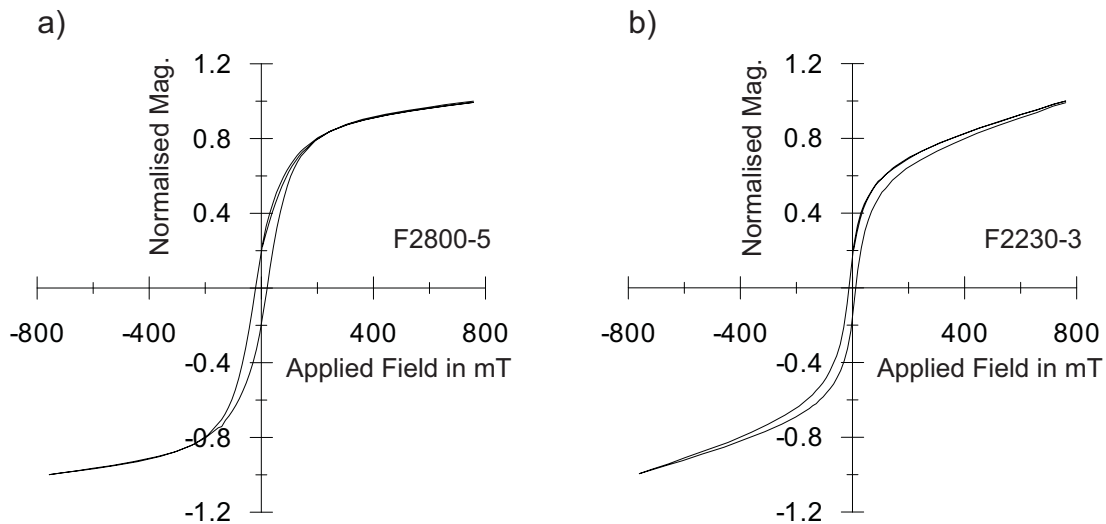 a)
Normalised Mag.
1.2
0.8
0.4
F2800-5
-800
-400
400
800
-0.4
Applied Field in mT
-0.8
-1.2
b)
Normalised Mag.
1.2
0.8
0.4
F2230-3
-800
-400
400
800
-0.4
Applied Field in mT
-0.8
-1.2